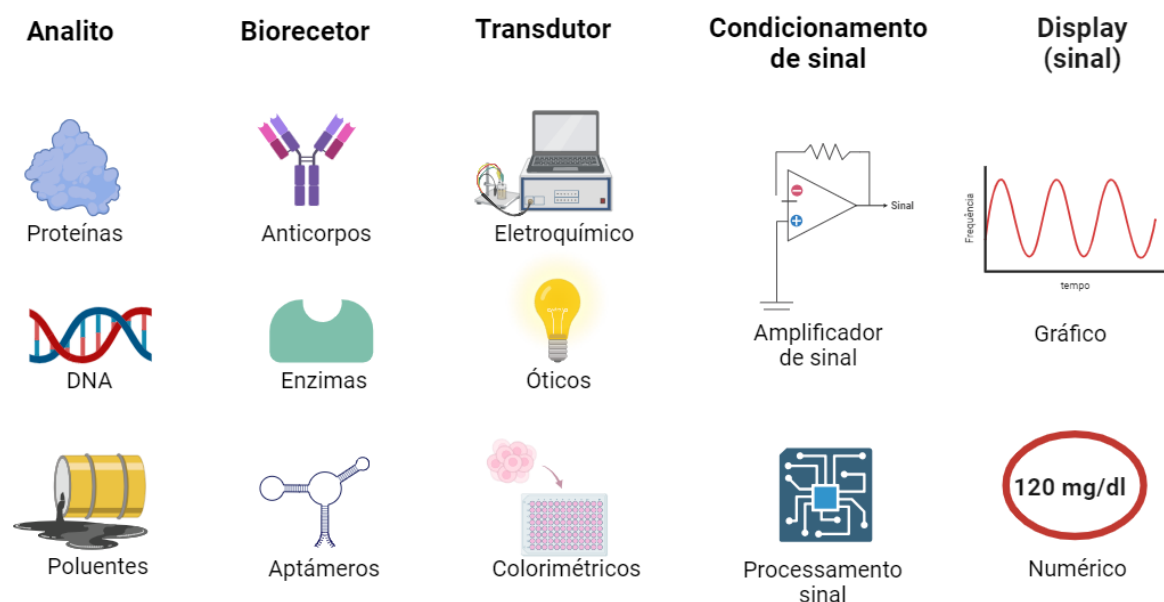 Analito
Biorecetor
Transdutor
Condicionamento
de sinal
Display
(sinal)
Proteínas
Anticorpos
Eletroquímico
Sinal
Amplificador
de sinal
Frequência
tempo
Gráfico
DNA
Enzimas
Óticos
Poluentes
Aptámeros
Colorimétricos
Processamento
sinal
120 mg/dl
Numérico